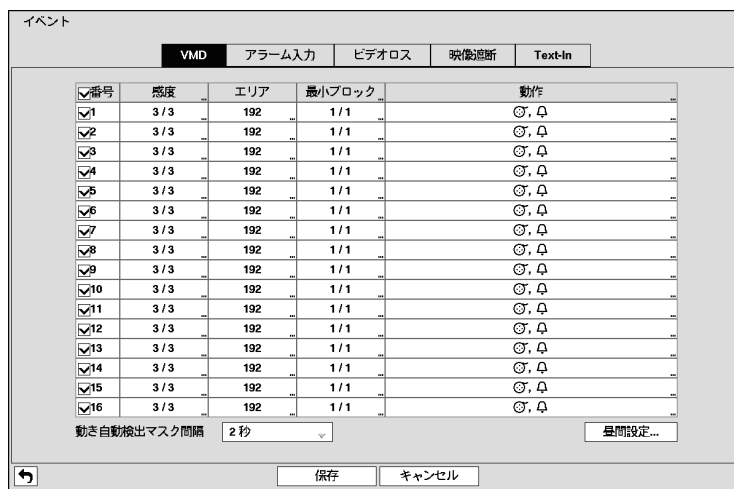 イベント
VMD アラーム入力 ビデオロス 映像遮断 Text-In
番号 感度... エリア... 最小ブロック... 動作...
1 3 / 3... 192... 1 / 1... ...
2 3 / 3... 192... 1 / 1... ...
3 3 / 3... 192... 1 / 1... ...
4 3 / 3... 192... 1 / 1... ...
5 3 / 3... 192... 1 / 1... ...
6 3 / 3... 192... 1 / 1... ...
7 3 / 3... 192... 1 / 1... ...
8 3 / 3... 192... 1 / 1... ...
9 3 / 3... 192... 1 / 1... ...
10 3 / 3... 192... 1 / 1... ...
11 3 / 3... 192... 1 / 1... ...
12 3 / 3... 192... 1 / 1... ...
13 3 / 3... 192... 1 / 1... ...
14 3 / 3... 192... 1 / 1... ...
15 3 / 3... 192... 1 / 1... ...
16 3 / 3... 192... 1 / 1... ...
動き自動検出マスク間隔 2 秒 昼間設定...
保存 キャンセル